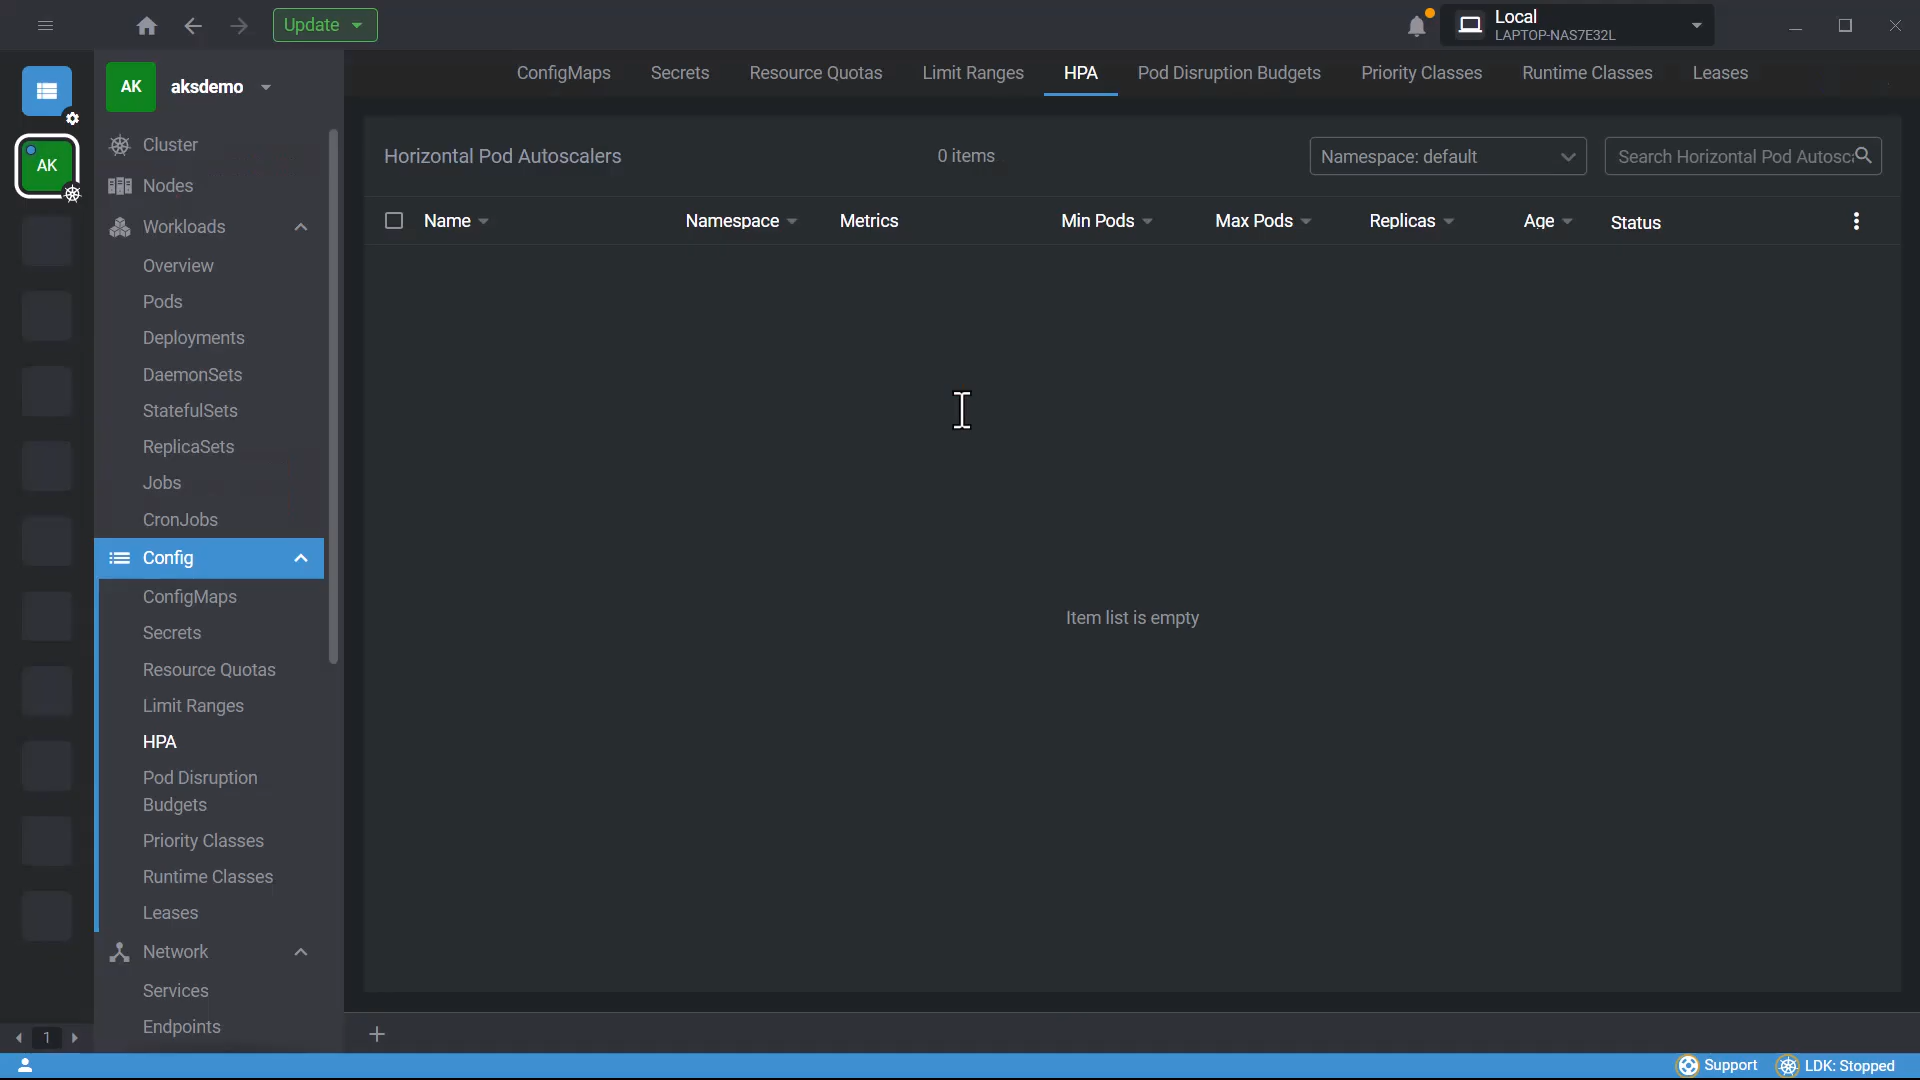 Update
Local
LAPTOP-NAS7E32L
AK
aksdemo
AK
Cluster
Nodes
Workloads
Overview
Pods
Deployments
DaemonSets
StatefulSets
ReplicaSets
Jobs
CronJobs
Config
ConfigMaps
Secrets
Resource Quotas
Limit Ranges
HPA
Pod Disruption
Budgets
Priority Classes
Runtime Classes
Leases
Network
Services
Endpoints
1
ConfigMaps Secrets Resource Quotas Limit Ranges HPA Pod Disruption Budgets Priority Classes Runtime Classes Leases
Horizontal Pod Autoscalers 0 items Namespace: default Search Horizontal Pod Autosc
Name Namespace Metrics Min Pods Max Pods Replicas Age Status
Item list is empty
Support LDK: Stopped